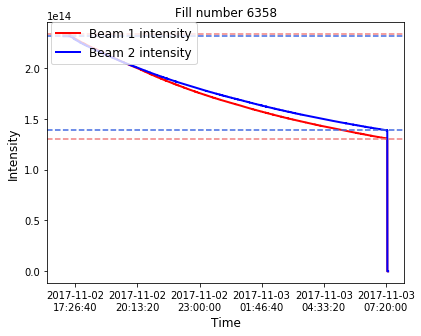 Fill number 6358
1e14
Beam 1 intensity
Beam 2 intensity
2.0
1.5
1.0
0.5
0.0
Intensity
2017-11-02
17:26:40
2017-11-02
20:13:20
2017-11-02
23:00:00
2017-11-03
01:46:40
2017-11-03
04:33:20
2017-11-03
07:20:00
Time